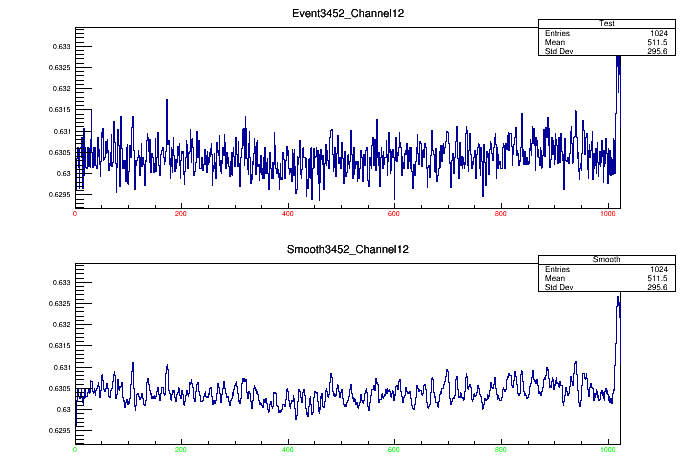 Event3452_Channel12
Test
Entries 1024
Mean 511.5
Std Dev 295.6
0.633
0.6325
0.632
0.6315
0.631
0.6305
0.63
0.6295
0 200 400 600 800 1000
Smooth3452_Channel12
Smooth
Entries 1024
Mean 511.5
Std Dev 295.6
0.633
0.6325
0.632
0.6315
0.631
0.6305
0.63
0.6295
0 200 400 600 800 1000